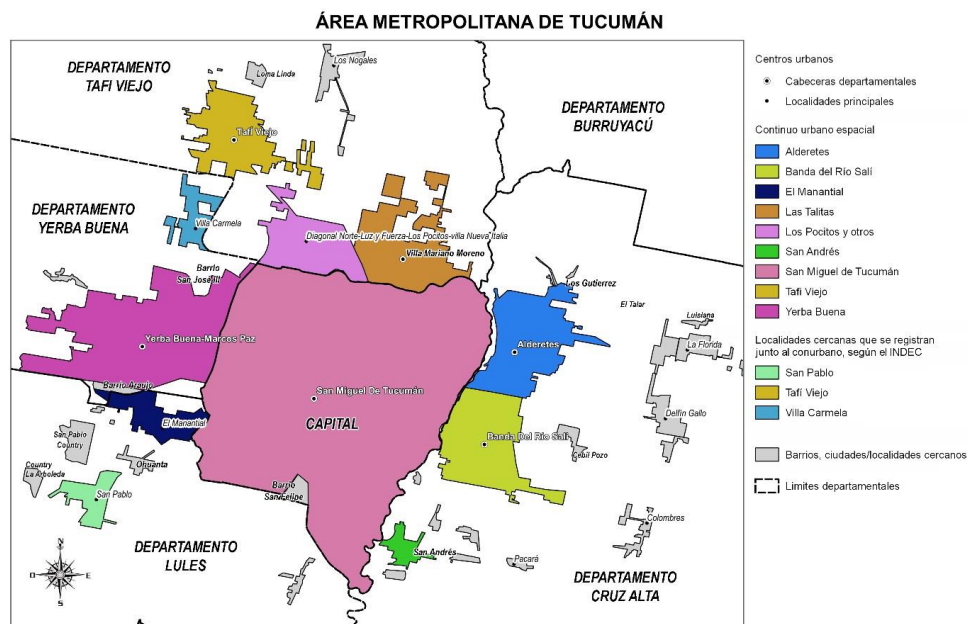 ÁREA METROPOLITANA DE TUCUMÁN
DEPARTAMENTO
TAFÍ VIEJO
Loma Linda
Los Nogales
DEPARTAMENTO
BURRUYACÚ
Tafí Viejo
DEPARTAMENTO
YERBA BUENA
Villa Carmela
Diagonal Norte-Luz y Fuerza-Los Pocitos-villa Nueva Italia
Villa Mariano Moreno
Barrio
San José III
Los Gutierrez
El Talar
Luisiana
La Florida
Yerba Buena-Marcos Paz
Alderetes
Barrio Araujo
San Miguel De Tucumán
CAPITAL
El Manantial
Delfin Gallo
San Pablo
Country
Ohuanta
Banda Del Río Salí
Cebil Pozo
Country
La Arboleda
San Pablo
Barrio
San Felipe
Colombres
San Andrés
Pacará
DEPARTAMENTO
LULES
DEPARTAMENTO
CRUZ ALTA
N
O
E
S
Centros urbanos
Cabeceras departamentales
Localidades principales
Continuo urbano espacial
Alderetes
Banda del Río Salí
El Manantial
Las Talitas
Los Pocitos y otros
San Andrés
San Miguel de Tucumán
Tafí Viejo
Yerba Buena
Localidades cercanas que se registran
junto al conurbano, según el INDEC
San Pablo
Tafí Viejo
Villa Carmela
Barrios, ciudades/localidades cercanos
Limites departamentales